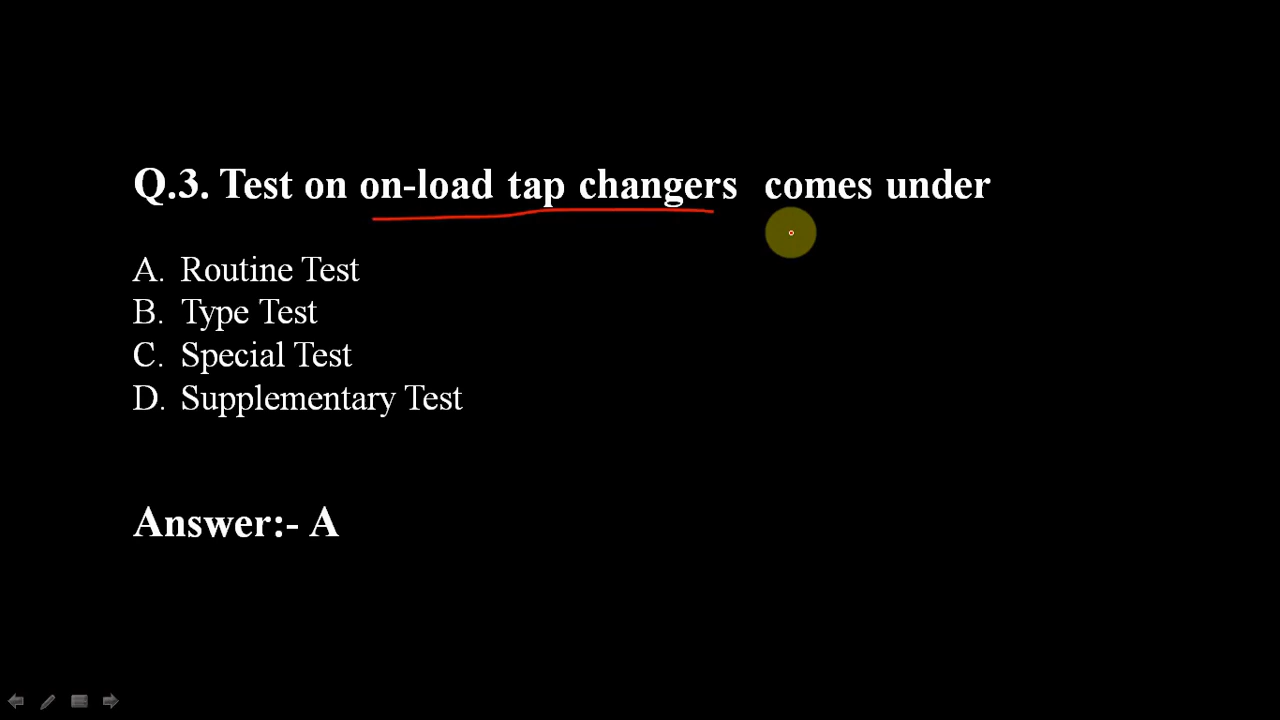 Q.3. Test on on-load tap changers comes under
A. Routine Test
B. Type Test
C. Special Test
D. Supplementary Test
Answer:- A